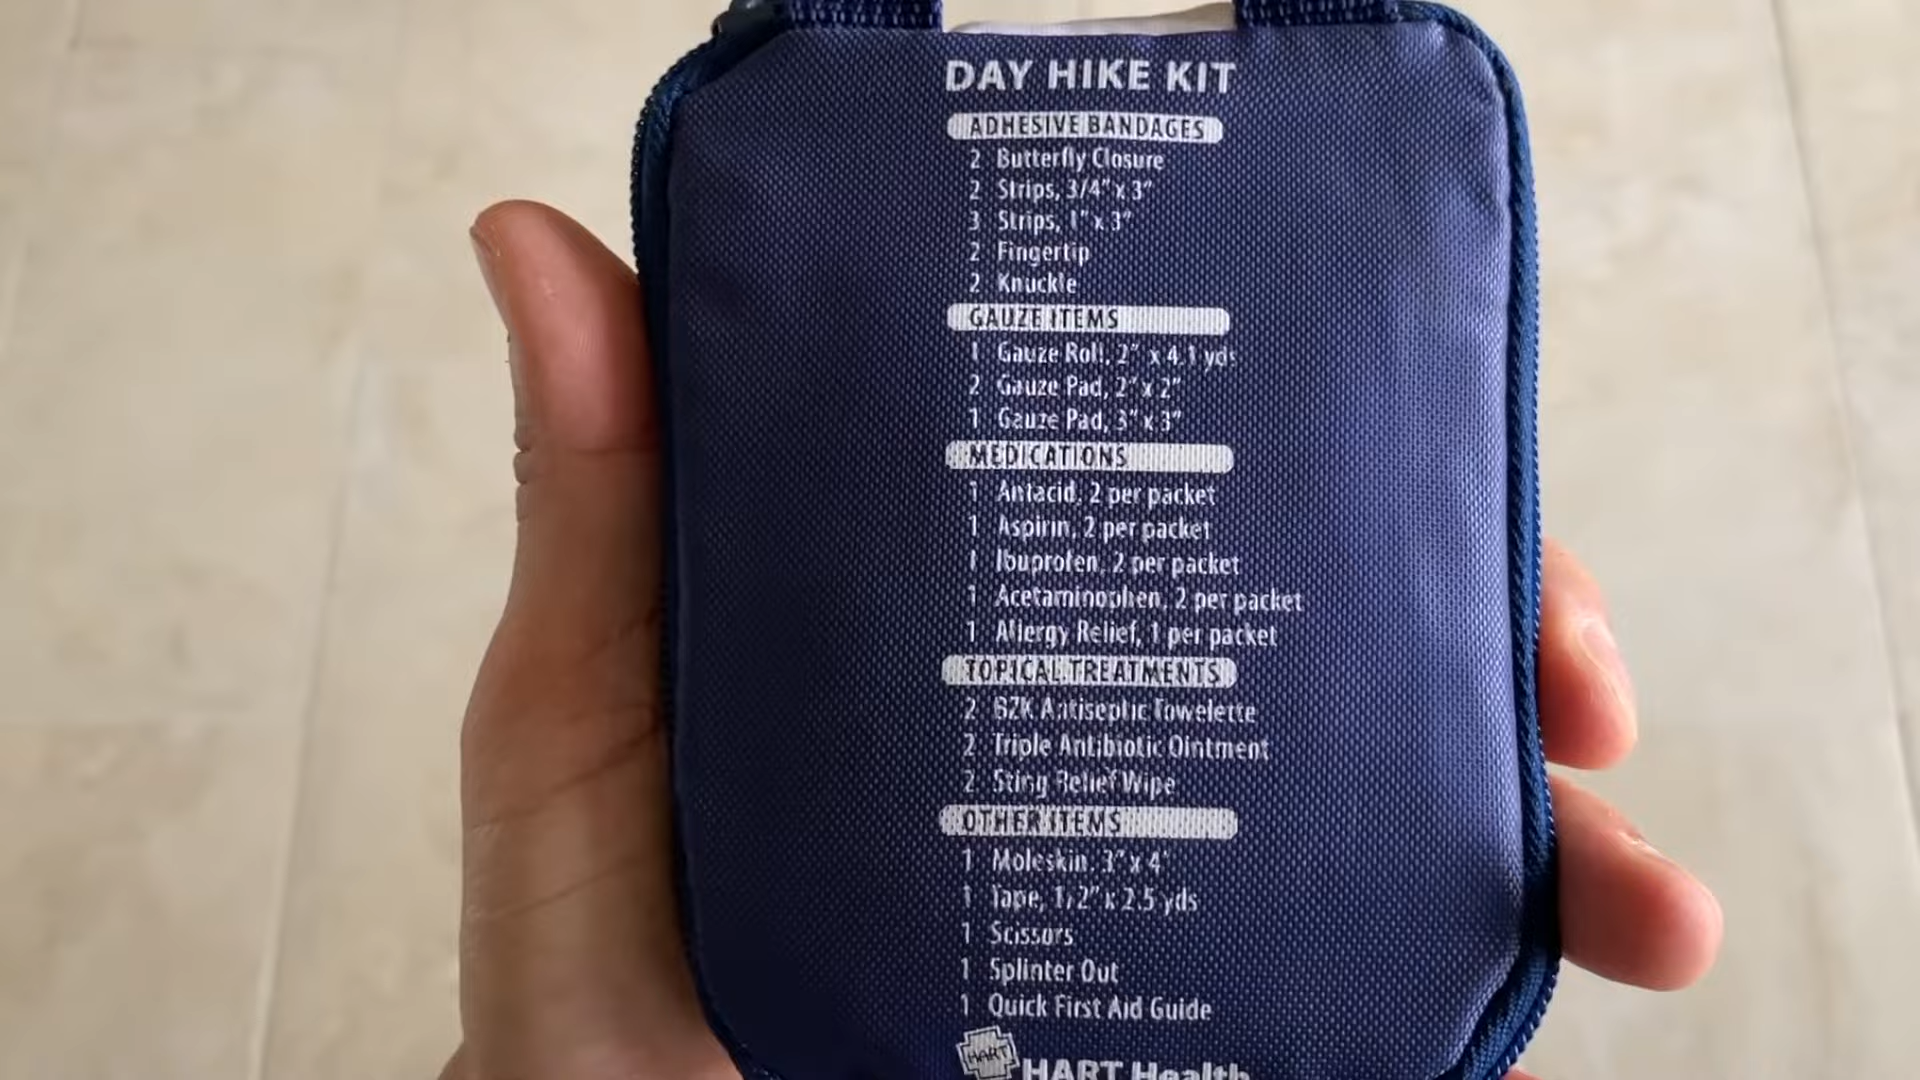 DAY HIKE KIT
ADHESIVE BANDAGES
2 Butterfly Closure
2 Strips, 3/4" x 3"
3 Strips, 1" x 3"
2 Fingertip
2 Knuckle
GAUZE ITEMS
1 Gauze Roll, 2" x 4.1 yds
2 Gauze Pad, 2" x 2"
1 Gauze Pad, 3" x 3"
MEDICATIONS
1 Antacid, 2 per packet
1 Aspirin, 2 per packet
1 Ibuprofen, 2 per packet
1 Acetaminophen, 2 per packet
1 Allergy Relief, 1 per packet
TOPICAL TREATMENTS
2 BZK Antiseptic Towelette
2 Triple Antibiotic Ointment
2 Sting Relief Wipe
OTHER ITEMS
1 Moleskin, 3" x 4"
1 Tape, 1/2" x 2.5 yds
1 Scissors
1 Splinter Out
1 Quick First Aid Guide
HART
HART Health